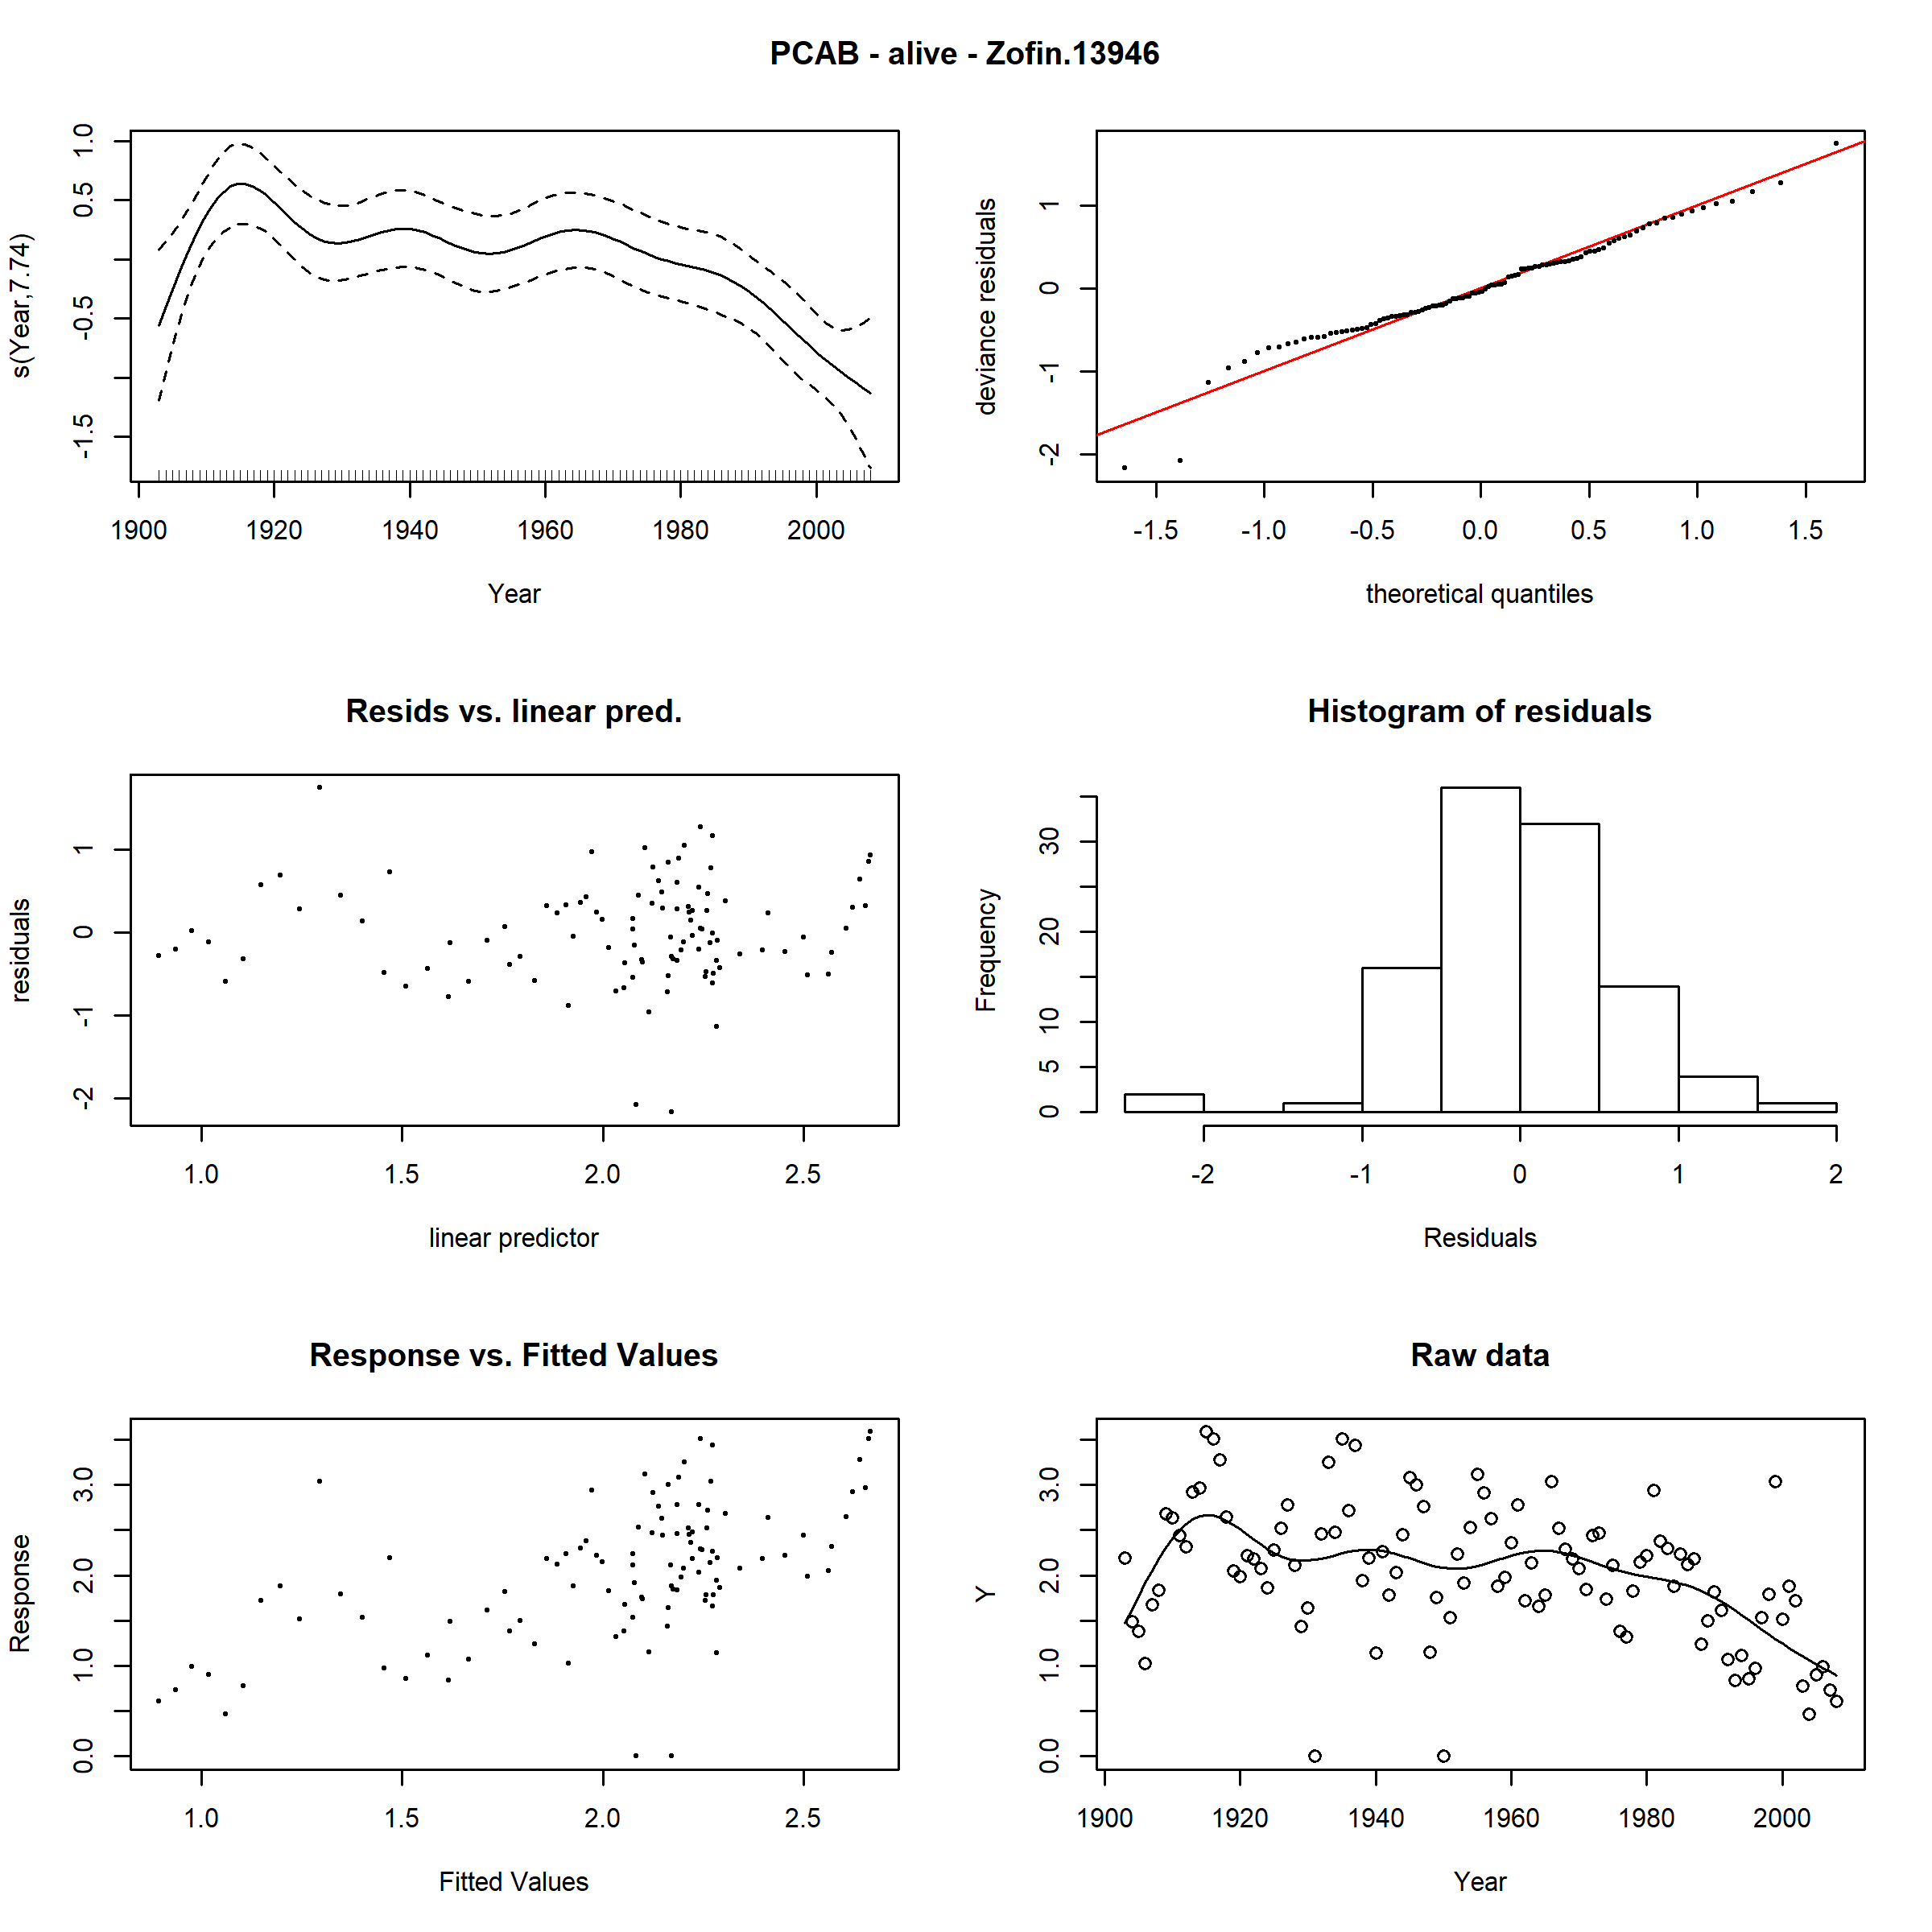 PCAB - alive - Zofin.13946
s(Year,7.74)
-1.5 -0.5 0.5 1.0
1900 1920 1940 1960 1980 2000
Year
deviance residuals
-2 -1 0 1
-1.5 -1.0 -0.5 0.0 0.5 1.0 1.5
theoretical quantiles
Resids vs. linear pred.
residuals
-2 -1 0 1
1.0 1.5 2.0 2.5
linear predictor
Histogram of residuals
Frequency
0 5 10 20 30
-2 -1 0 1 2
Residuals
Response vs. Fitted Values
Response
0.0 1.0 2.0 3.0
1.0 1.5 2.0 2.5
Fitted Values
Raw data
Y
0.0 1.0 2.0 3.0
1900 1920 1940 1960 1980 2000
Year